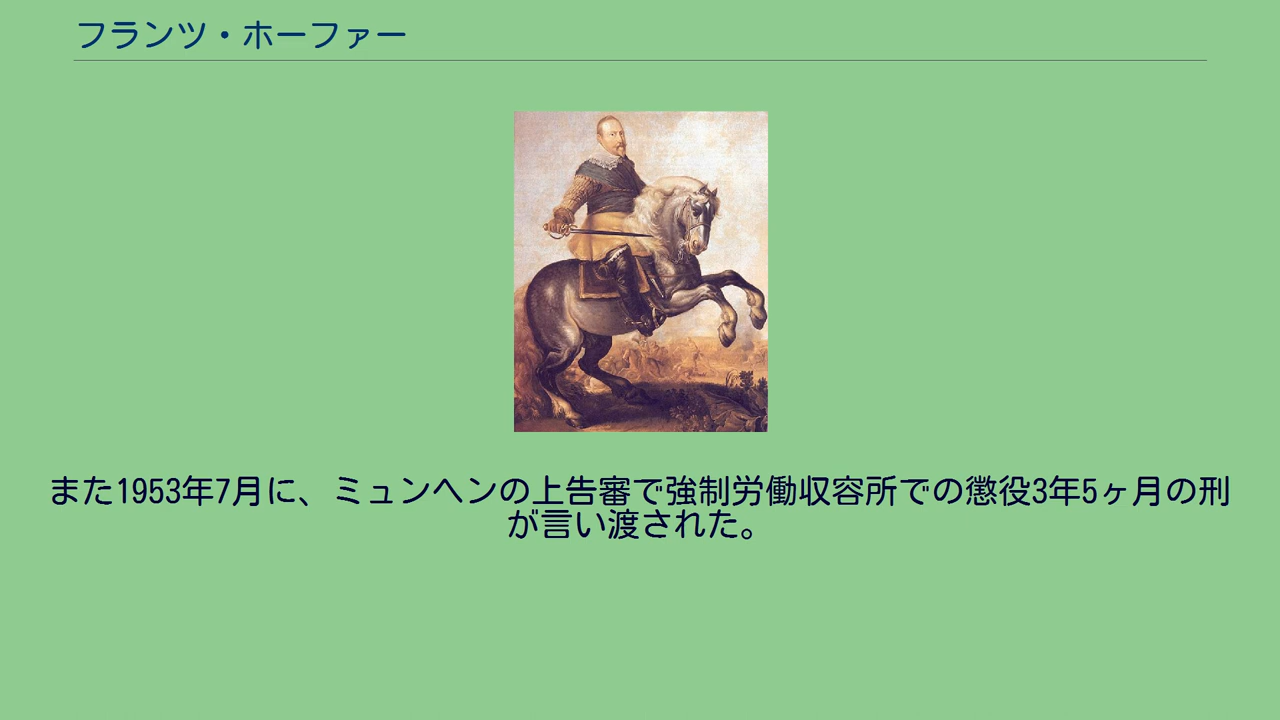 フランツ・ホーファー
また1953年7月に、ミュンヘンの上告審で強制労働収容所での懲役3年5ヶ月の刑
が言い渡された。